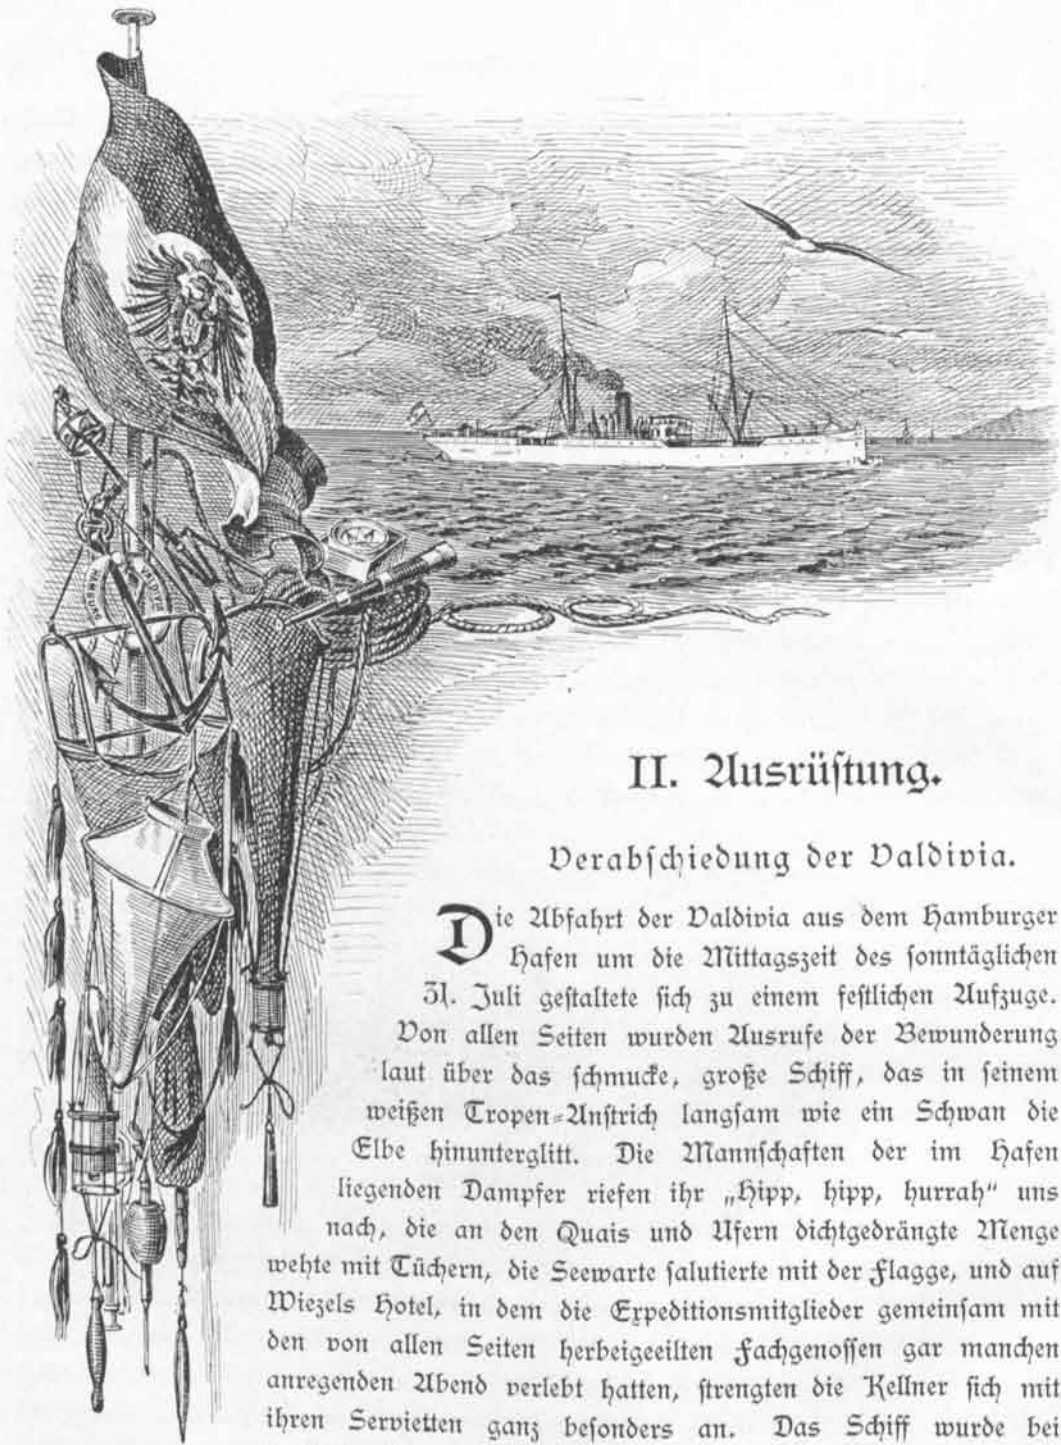 HAMBURG
II. Ausrüstung.
Verabschiedung der Valdivia.
Die Abfahrt der Valdivia aus dem Hamburger
Hafen um die Mittagszeit des sonntäglichen
31. Juli gestaltete sich zu einem festlichen Aufzuge.
Von allen Seiten wurden Ausrufe der Bewunderung
laut über das schmucke, große Schiff, das in seinem
weißen Tropen-Anstrich langsam wie ein Schwan die
Elbe hinunterglitt. Die Mannschaften der im Hafen
liegenden Dampfer riefen ihr „Hipp, hipp, hurrah“ uns
nach, die an den Quais und Ufern dichtgedrängte Menge
wehte mit Tüchern, die Seewarte salutierte mit der Flagge, und auf
Wiezels Hotel, in dem die Expeditionsmitglieder gemeinsam mit
den von allen Seiten herbeigeeilten Fachgenossen gar manchen
anregenden Abend verlebt hatten, strengten die Kellner sich mit
ihren Servietten ganz besonders an. Das Schiff wurde bei